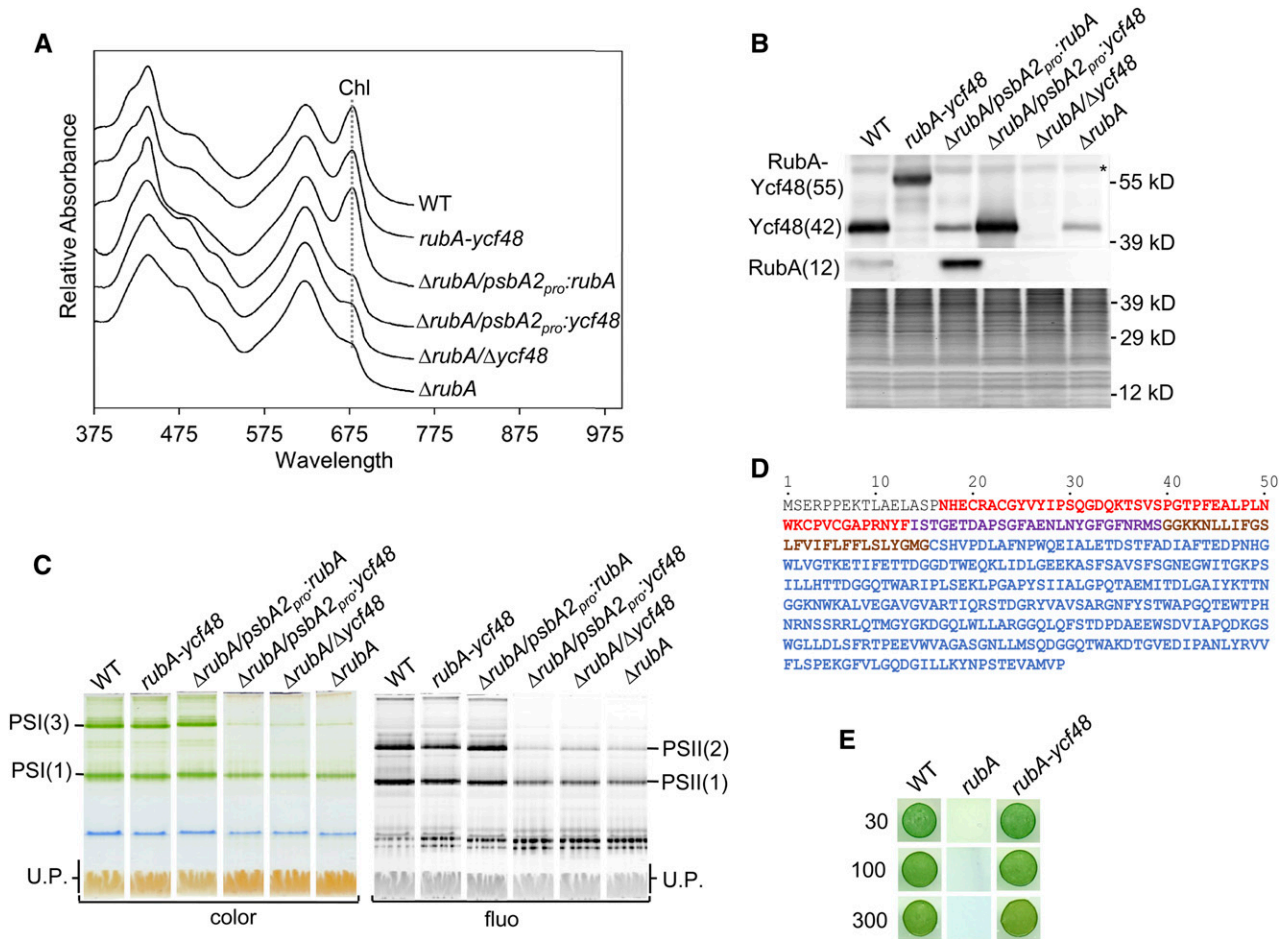 A
Relative Absorbance
Chl
WT
rubA-ycf48
ΔrubA/psbA2pro:rubA
ΔrubA/psbA2pro:ycf48
ΔrubA/Δycf48
ΔrubA
375 475 575 675 775 875 975
Wavelength
B
WT
rubA-ycf48
ΔrubA/psbA2pro:rubA
ΔrubA/psbA2pro:ycf48
ΔrubA/Δycf48
ΔrubA
RubA-
Ycf48(55)
*
-55 kD
Ycf48(42)
-39 kD
RubA(12)
-39 kD
-29 kD
-12 kD
C
WT
rubA-ycf48
ΔrubA/psbA2pro:rubA
ΔrubA/psbA2pro:ycf48
ΔrubA/Δycf48
ΔrubA
PSI(3)
PSI(1)
U.P.
color
WT
rubA-ycf48
ΔrubA/psbA2pro:rubA
ΔrubA/psbA2pro:ycf48
ΔrubA/Δycf48
ΔrubA
PSII(2)
PSII(1)
U.P.
fluo
D
1 10 20 30 40 50
MSERPPEKTLAELASPNHECRACGYVYIPSQGDQKTSVSPGTPFEALPLN
WKCPVCGAPRNYFISTGETDAPSGFAENLNYGFGFNRMSGGKKNLLIFGS
LFVIFLFFLSLYGMGCSHVPDLAFNPWQEIALETDSTFADIAFTEDPNHG
WLVGTKETIFETTDGGDTWEQKLIDLGEEKASFSAVSFSGNEGWITGKPS
ILLHTTDGGQTWARIPLSEKLPGAPYSIIALGPQTAEMITDLGAIYKTTN
GGKNWKALVEGAVGVARTIQRSTDGRYVAVSARGNFYSTWAPGQTEWTPH
NRNSSRRLQTMGYGKDGQLWLLARGGQLQFSTDPDAEEWSDVIAPQDKGS
WGLLDLSFRTPEEVWVAGASGNLLMSQDGGQTWAKDTGVEDIPANLYRVV
FLSPEKGFVLGQDGILLKYNPSTEVAMVP
E
WT
rubA
rubA-ycf48
30
100
300